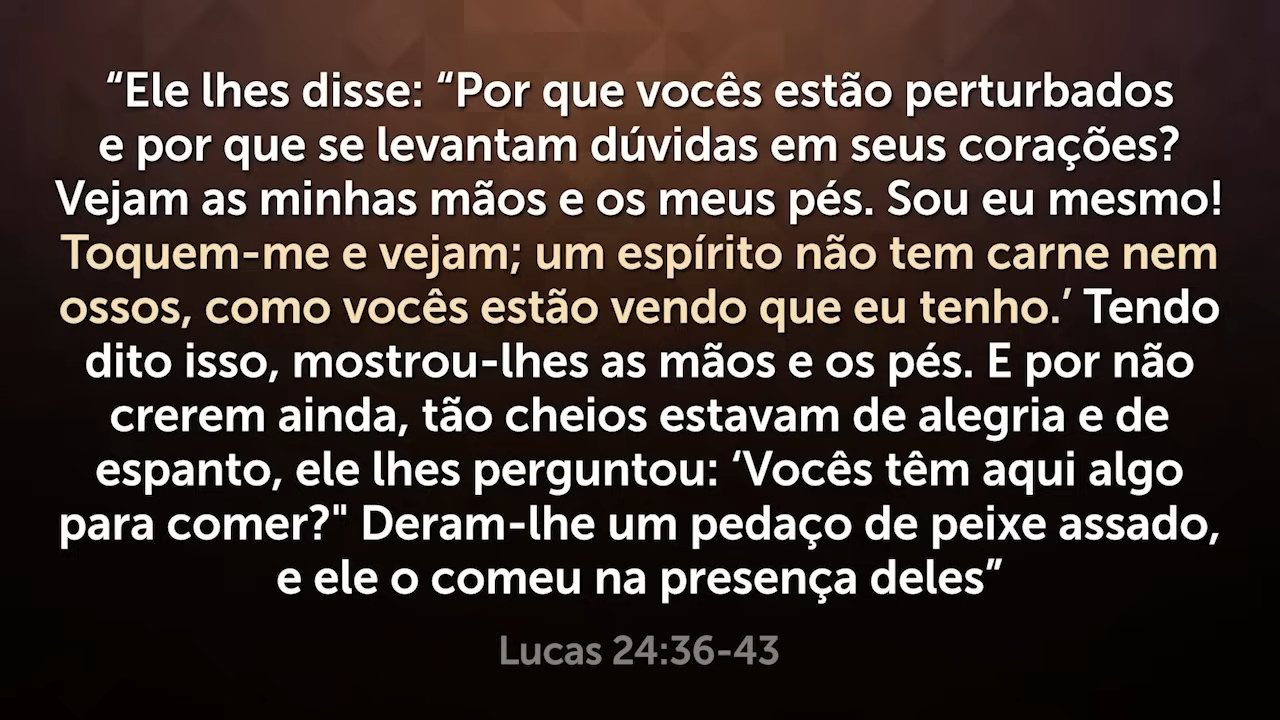 “Ele lhes disse: “Por que vocês estão perturbados
e por que se levantam dúvidas em seus corações?
Vejam as minhas mãos e os meus pés. Sou eu mesmo!
Toquem-me e vejam; um espírito não tem carne nem
ossos, como vocês estão vendo que eu tenho.’ Tendo
dito isso, mostrou-lhes as mãos e os pés. E por não
crerem ainda, tão cheios estavam de alegria e de
espanto, ele lhes perguntou: ‘Vocês têm aqui algo
para comer?" Deram-lhe um pedaço de peixe assado,
e ele o comeu na presença deles”
Lucas 24:36-43